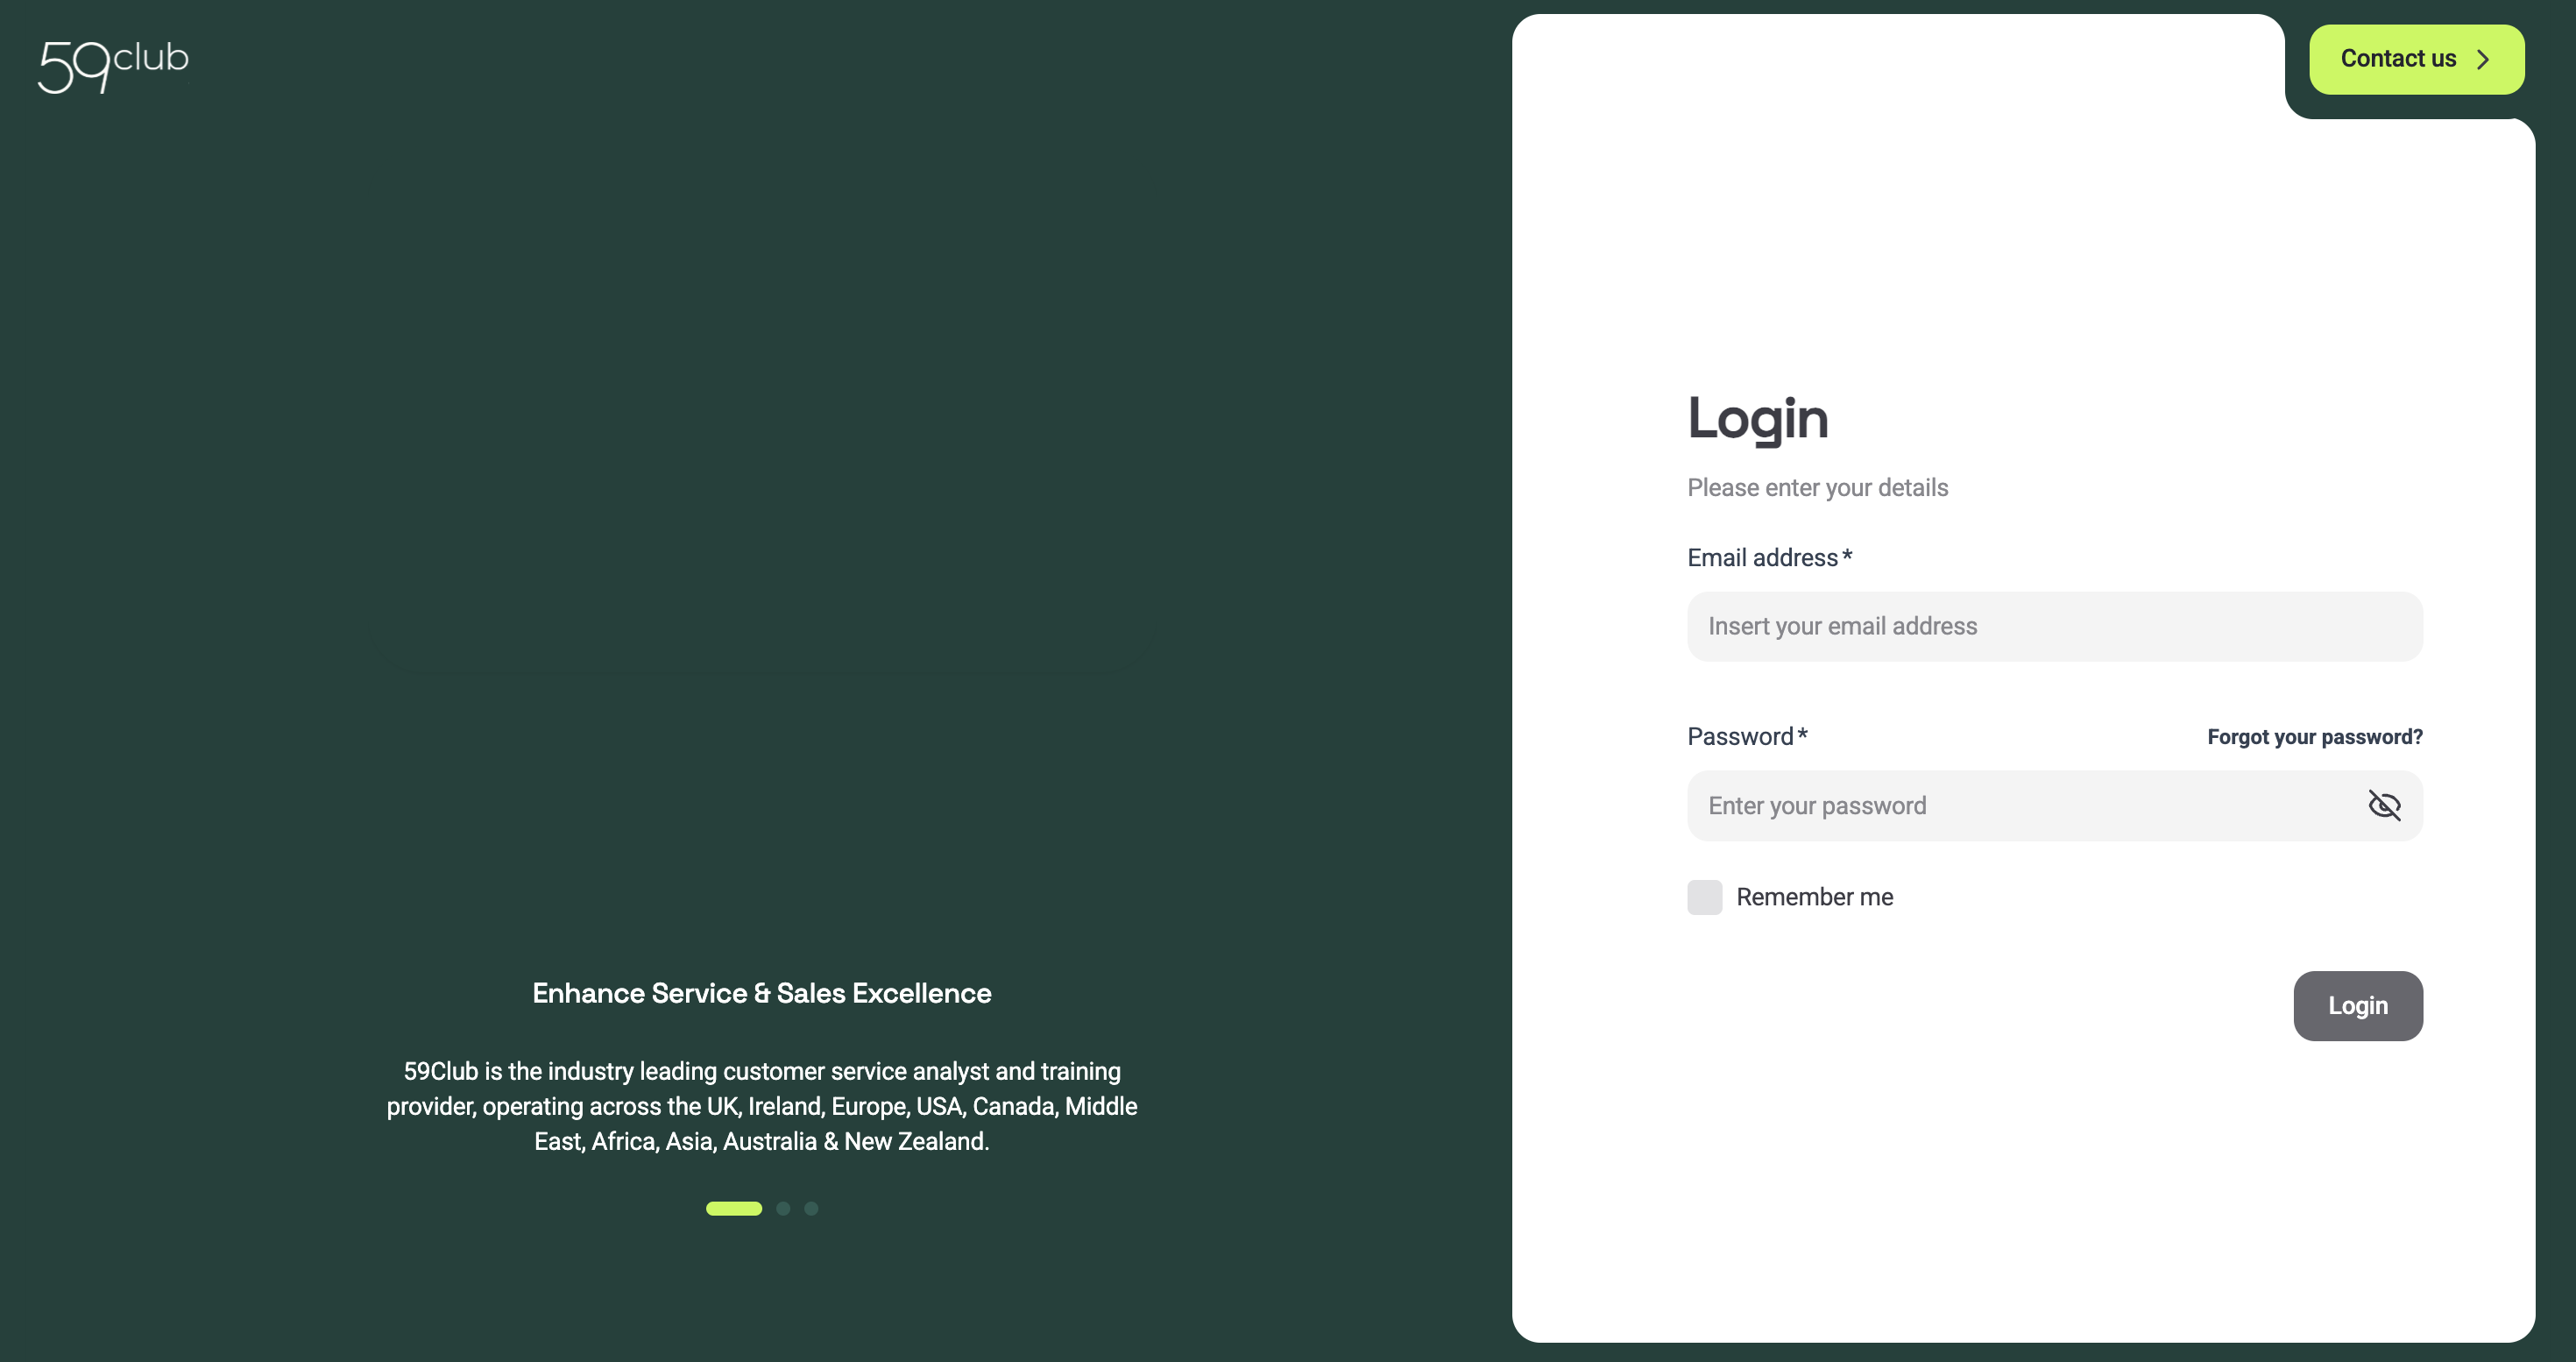 59club
Contact us
Login
Please enter your details
Email address*
Insert your email address
Password*
Forgot your password?
Enter your password
Remember me
Login
Enhance Service & Sales Excellence
59Club is the industry leading customer service analyst and training
provider, operating across the UK, Ireland, Europe, USA, Canada, Middle
East, Africa, Asia, Australia & New Zealand.